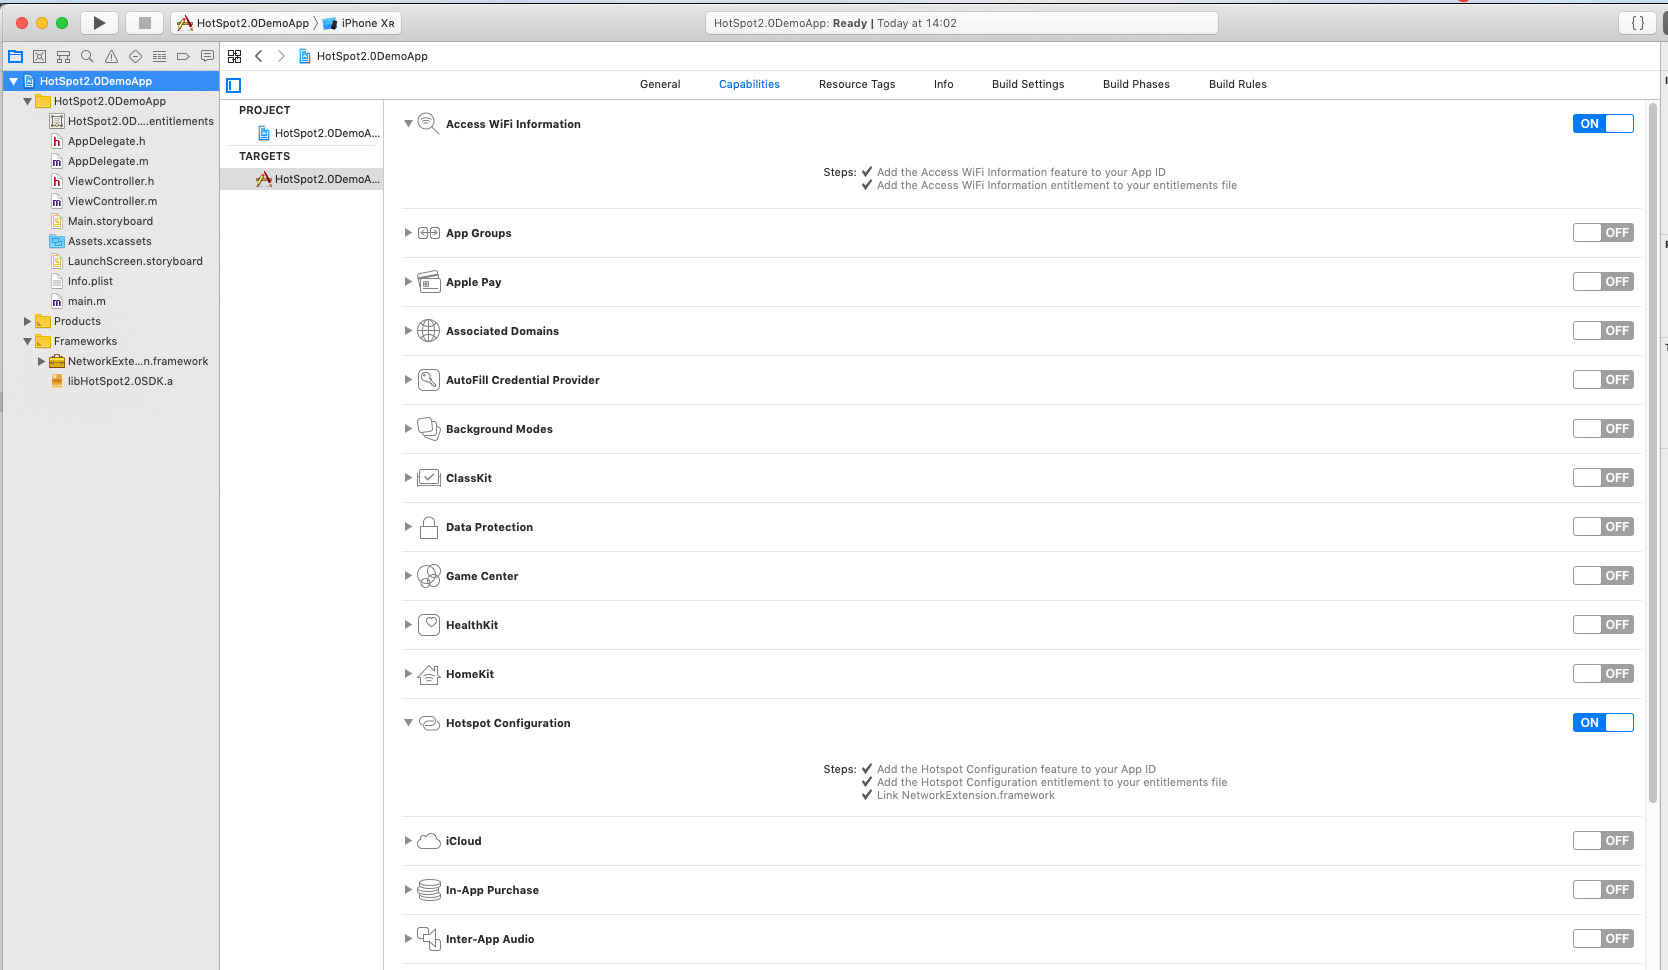 HotSpot2.0DemoApp 〉 iPhone XR
HotSpot2.0DemoApp: Ready | Today at 14:02
{ }
HotSpot2.0DemoApp
General Capabilities Resource Tags Info Build Settings Build Phases Build Rules
HotSpot2.0DemoApp
HotSpot2.0DemoApp
HotSpot2.0D....entitlements
h AppDelegate.h
m AppDelegate.m
h ViewController.h
m ViewController.m
Main.storyboard
Assets.xcassets
LaunchScreen.storyboard
Info.plist
m main.m
Products
Frameworks
NetworkExte...n.framework
libHotSpot2.0SDK.a
PROJECT
HotSpot2.0DemoA...
TARGETS
HotSpot2.0DemoA...
Access WiFi Information ON
Steps: ✔ Add the Access WiFi Information feature to your App ID
✔ Add the Access WiFi Information entitlement to your entitlements file
App Groups OFF
Apple Pay OFF
Associated Domains OFF
AutoFill Credential Provider OFF
Background Modes OFF
ClassKit OFF
Data Protection OFF
Game Center OFF
HealthKit OFF
HomeKit OFF
Hotspot Configuration ON
Steps: ✔ Add the Hotspot Configuration feature to your App ID
✔ Add the Hotspot Configuration entitlement to your entitlements file
✔ Link NetworkExtension.framework
iCloud OFF
In-App Purchase OFF
Inter-App Audio OFF